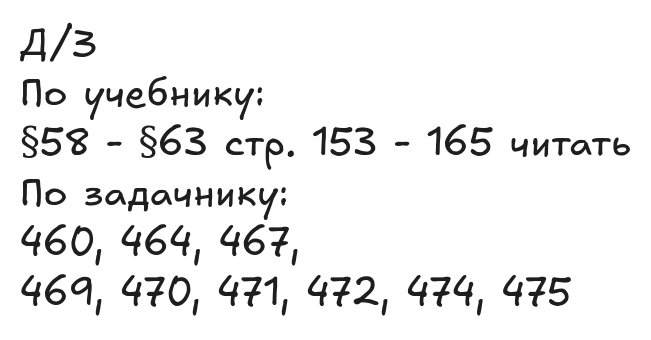 Д/З
По учебнику:
§58 - §63 стр. 153 - 165 читать
По задачнику:
460, 464, 467,
469, 470, 471, 472, 474, 475